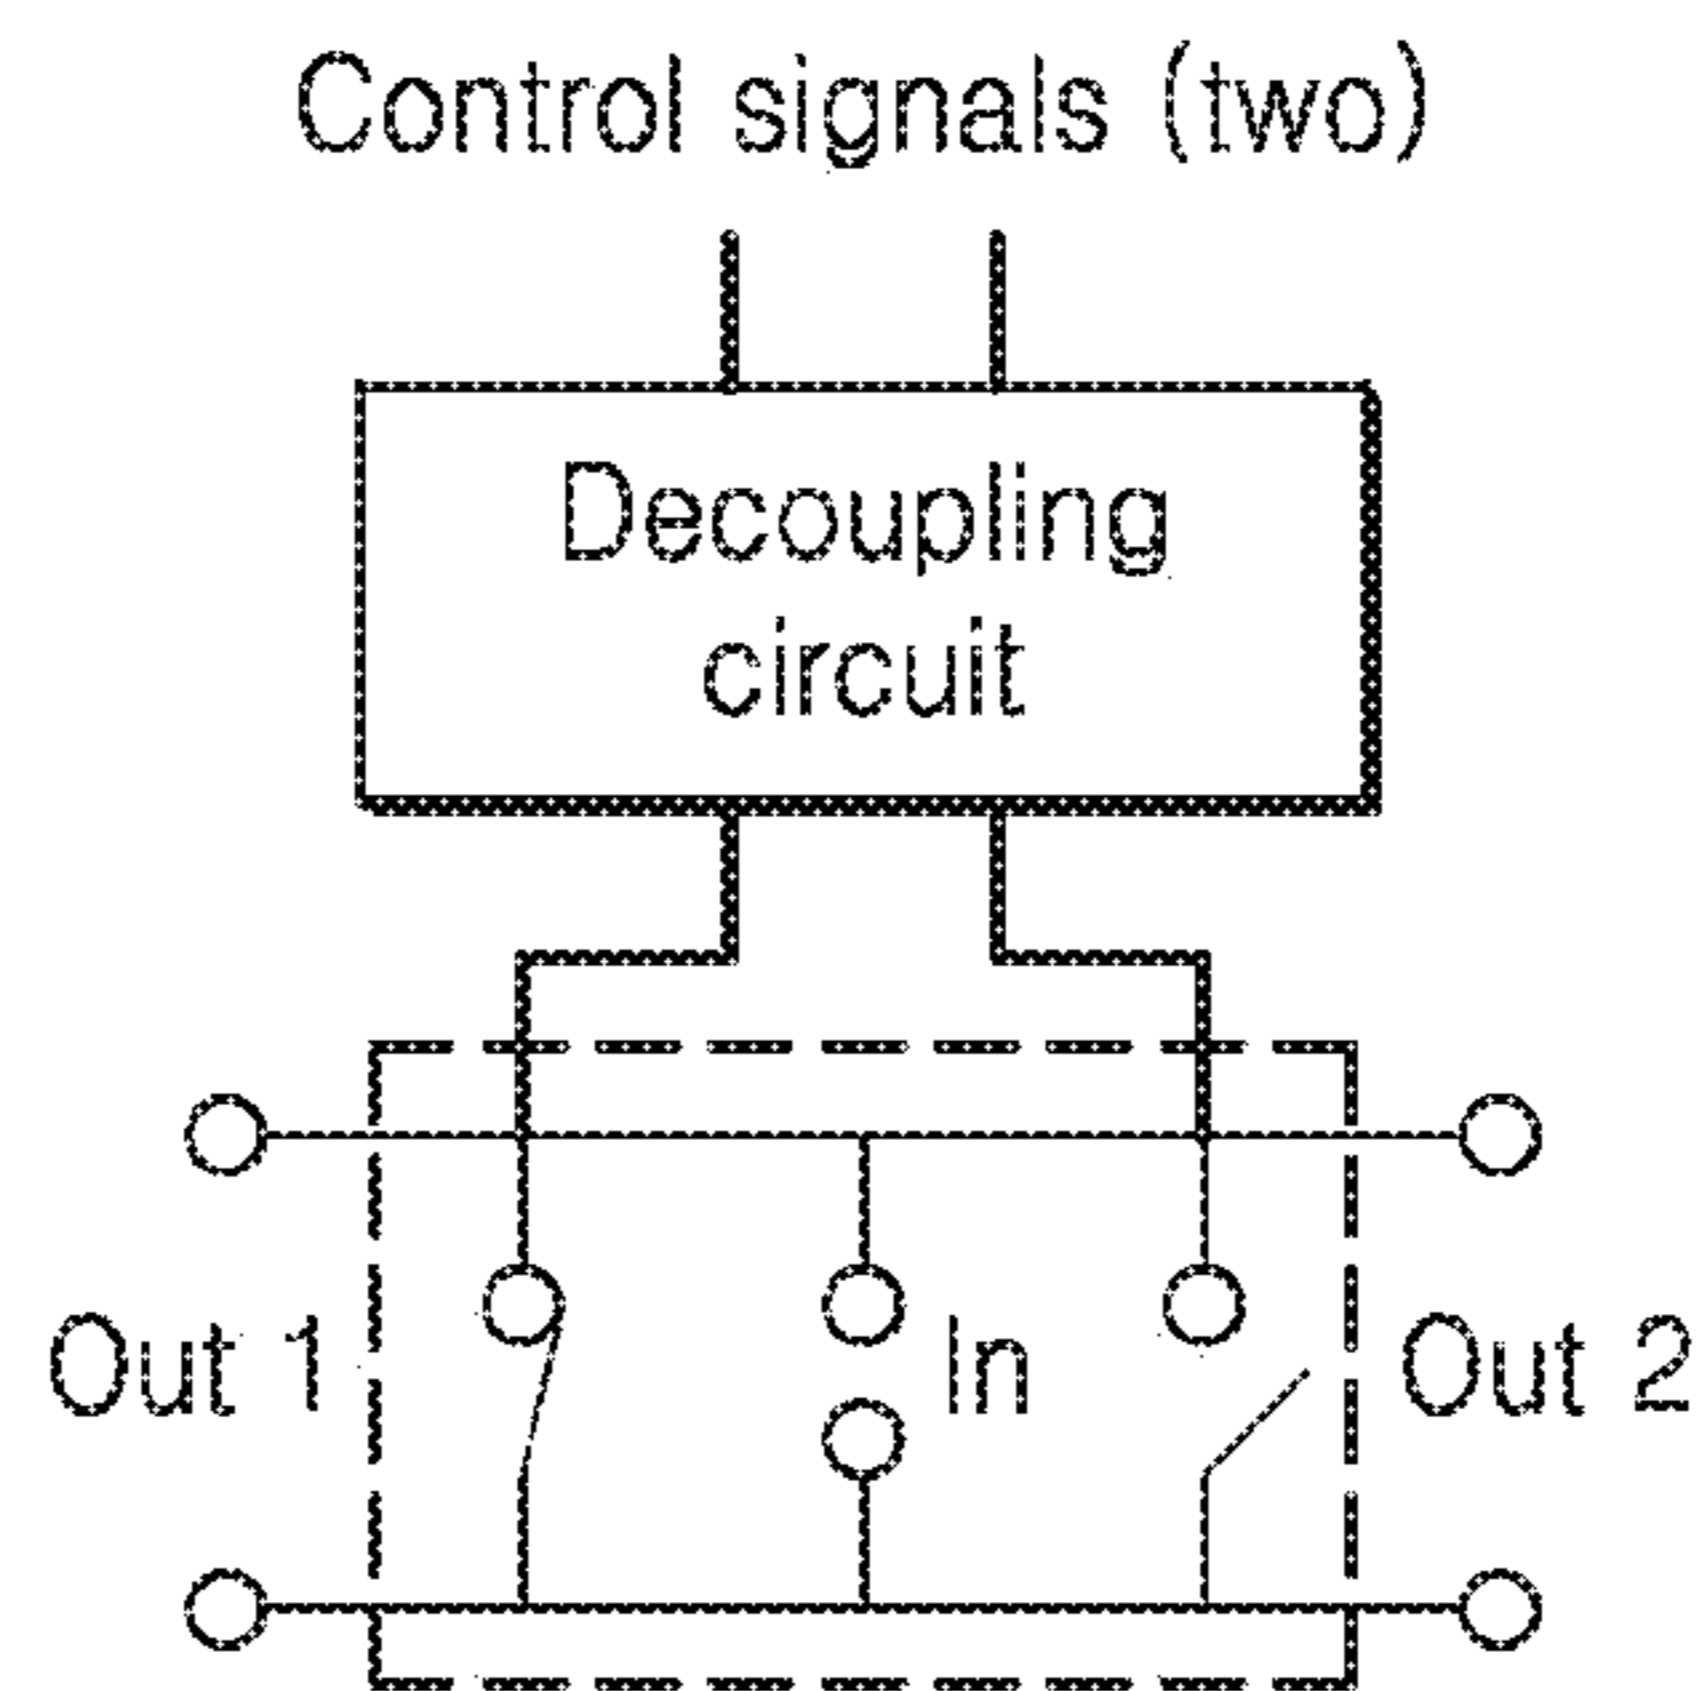 Control signals (two)
Decoupling
circuit
Out 1
In
Out 2